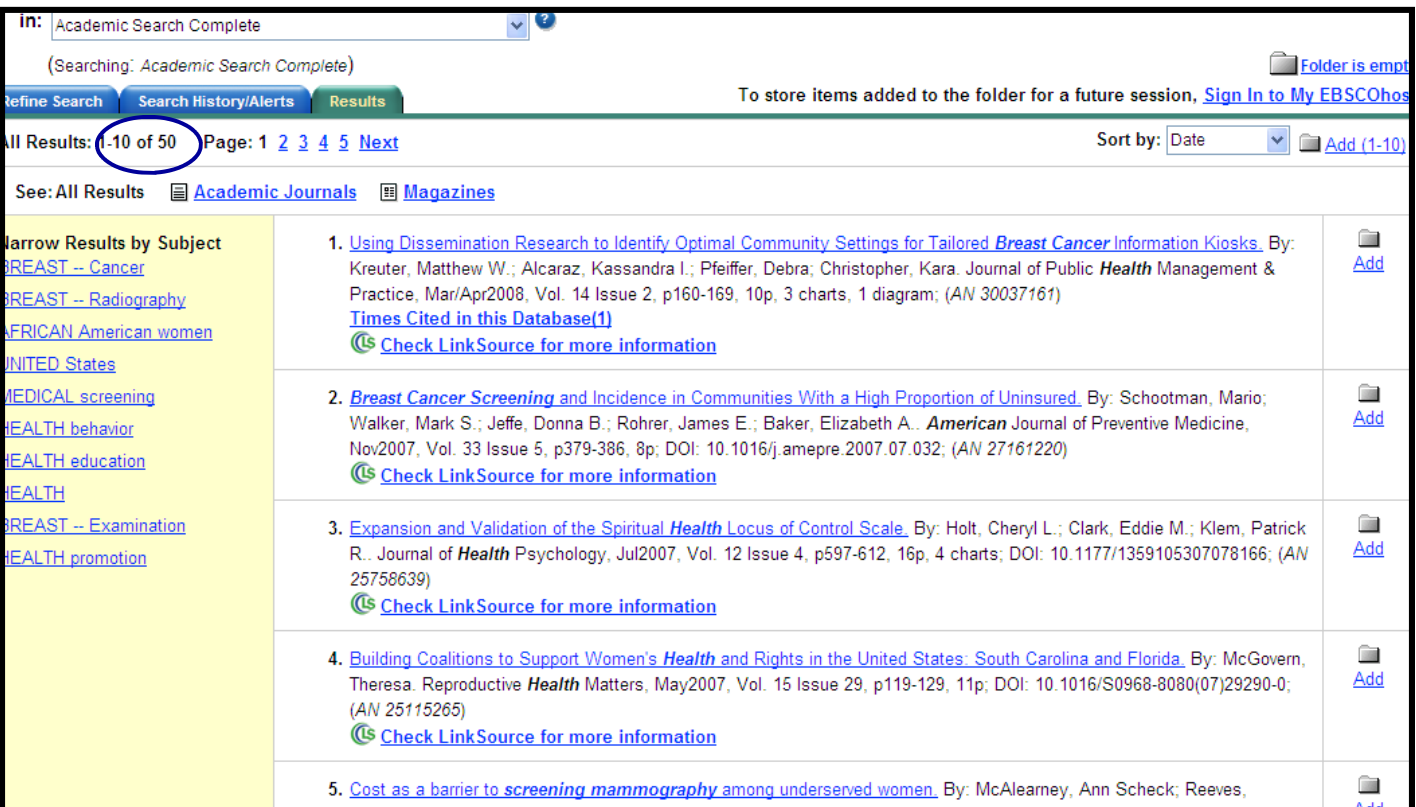 in: Academic Search Complete
(Searching: Academic Search Complete)
Folder is empt
Refine Search Search History/Alerts Results
To store items added to the folder for a future session, Sign In to My EBSCOhos
All Results: 1-10 of 50 Page: 1 2 3 4 5 Next
Sort by: Date Add (1-10)
See: All Results Academic Journals Magazines
Narrow Results by Subject
BREAST -- Cancer
BREAST -- Radiography
AFRICAN American women
UNITED States
MEDICAL screening
HEALTH behavior
HEALTH education
HEALTH
BREAST -- Examination
HEALTH promotion
1. Using Dissemination Research to Identify Optimal Community Settings for Tailored Breast Cancer Information Kiosks. By:
Kreuter, Matthew W.; Alcaraz, Kassandra I.; Pfeiffer, Debra; Christopher, Kara. Journal of Public Health Management &
Practice, Mar/Apr2008, Vol. 14 Issue 2, p160-169, 10p, 3 charts, 1 diagram; (AN 30037161)
Times Cited in this Database(1)
Check LinkSource for more information
Add
2. Breast Cancer Screening and Incidence in Communities With a High Proportion of Uninsured. By: Schootman, Mario;
Walker, Mark S.; Jeffe, Donna B.; Rohrer, James E.; Baker, Elizabeth A.. American Journal of Preventive Medicine,
Nov2007, Vol. 33 Issue 5, p379-386, 8p; DOI: 10.1016/j.amepre.2007.07.032; (AN 27161220)
Check LinkSource for more information
Add
3. Expansion and Validation of the Spiritual Health Locus of Control Scale. By: Holt, Cheryl L.; Clark, Eddie M.; Klem, Patrick
R.. Journal of Health Psychology, Jul2007, Vol. 12 Issue 4, p597-612, 16p, 4 charts; DOI: 10.1177/1359105307078166; (AN
25758639)
Check LinkSource for more information
Add
4. Building Coalitions to Support Women's Health and Rights in the United States: South Carolina and Florida. By: McGovern,
Theresa. Reproductive Health Matters, May2007, Vol. 15 Issue 29, p119-129, 11p; DOI: 10.1016/S0968-8080(07)29290-0;
(AN 25115265)
Check LinkSource for more information
Add
5. Cost as a barrier to screening mammography among underserved women. By: McAlearney, Ann Scheck; Reeves,
Add